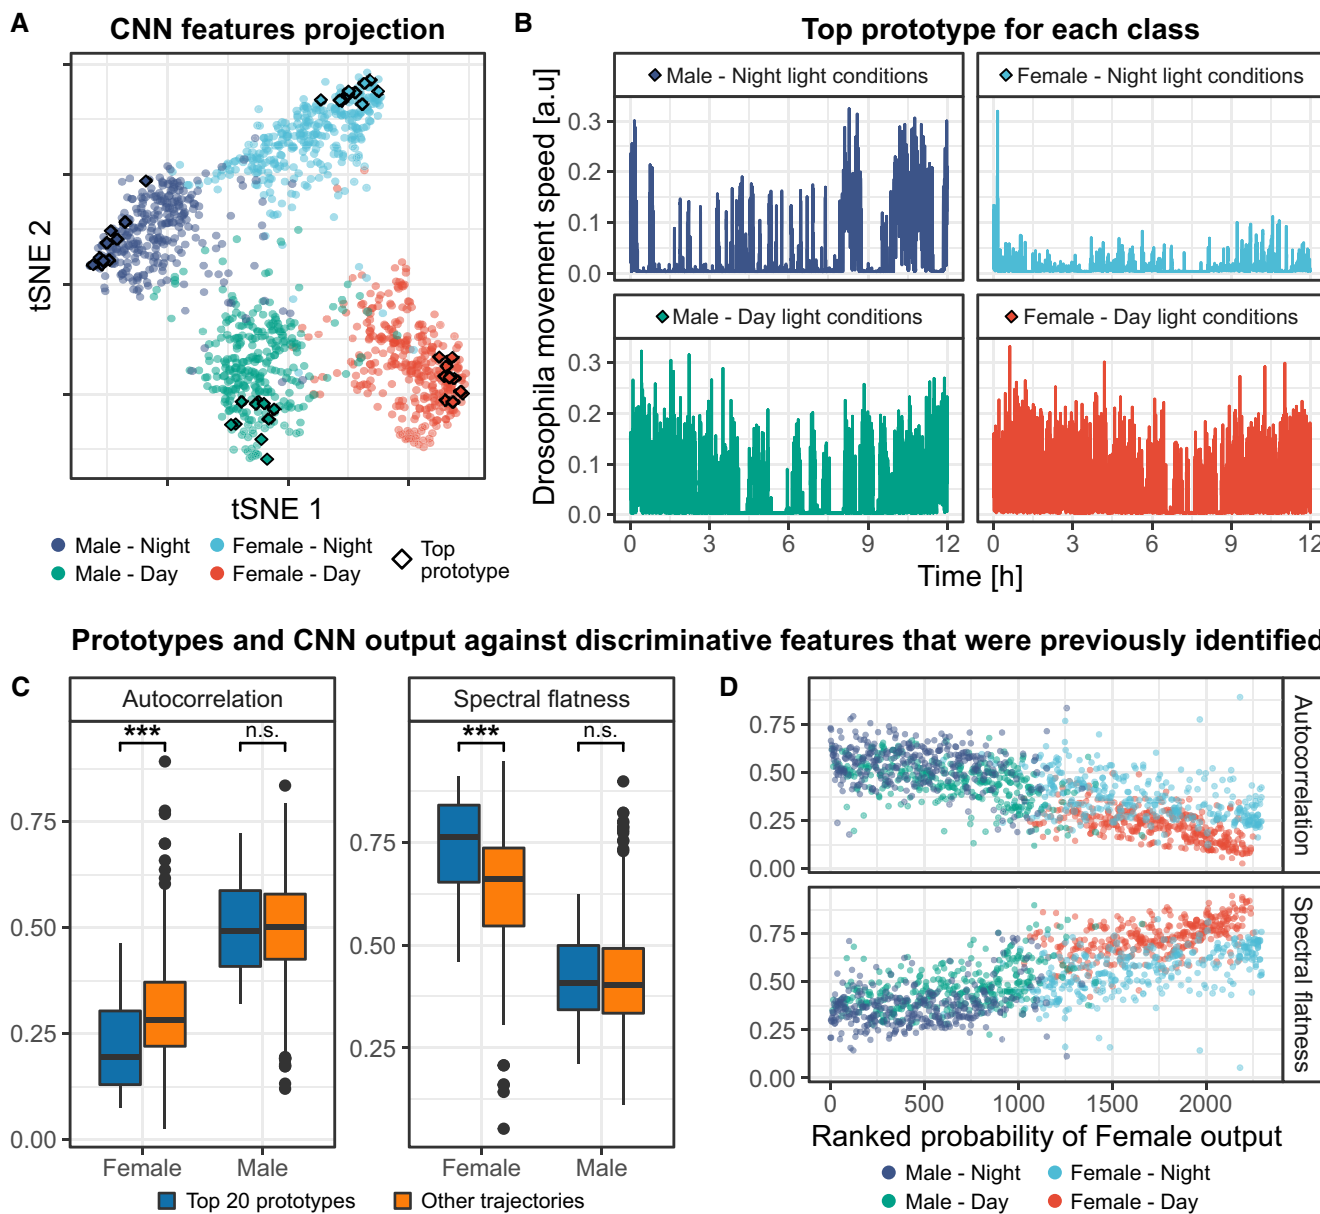 A
CNN features projection
tSNE 2
tSNE 1
Male - Night
Female - Night
Male - Day
Female - Day
Top
prototype
B
Top prototype for each class
Drosophila movement speed [a.u]
Male - Night light conditions
Female - Night light conditions
0.3
0.2
0.1
0.0
Male - Day light conditions
Female - Day light conditions
0.3
0.2
0.1
0.0
0 3 6 9 12
0 3 6 9 12
Time [h]
Prototypes and CNN output against discriminative features that were previously identified
C
Autocorrelation
*** n.s.
0.75
0.50
0.25
0.00
Female Male
Spectral flatness
*** n.s.
0.75
0.50
0.25
Female Male
Top 20 prototypes
Other trajectories
D
Autocorrelation
0.75
0.50
0.25
0.00
Spectral flatness
0.75
0.50
0.25
0.00
0 500 1000 1500 2000
Ranked probability of Female output
Male - Night
Female - Night
Male - Day
Female - Day